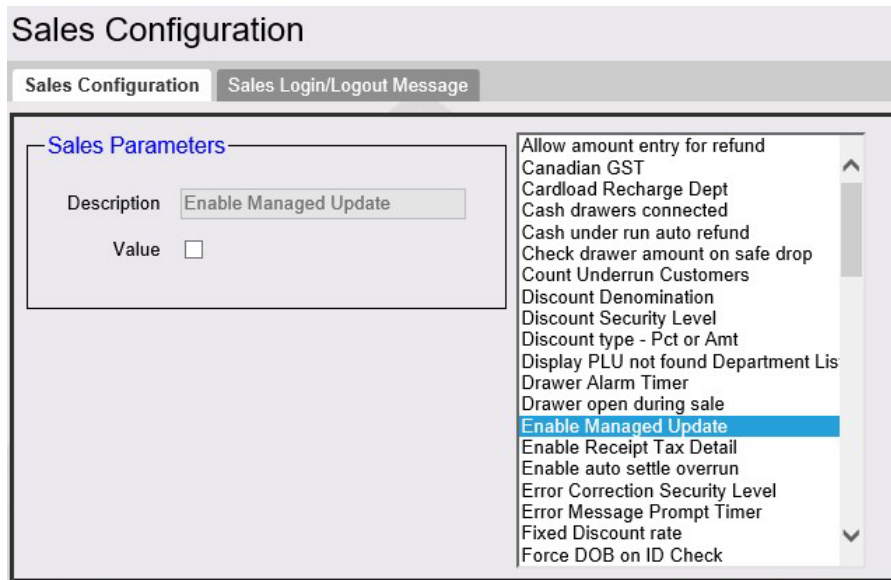 Sales Configuration
Sales Configuration
Sales Login/Logout Message
Sales Parameters
Description
Enable Managed Update
Value
Allow amount entry for refund
Canadian GST
Cardload Recharge Dept
Cash drawers connected
Cash under run auto refund
Check drawer amount on safe drop
Count Underrun Customers
Discount Denomination
Discount Security Level
Discount type - Pct or Amt
Display PLU not found Department Lis
Drawer Alarm Timer
Drawer open during sale
Enable Managed Update
Enable Receipt Tax Detail
Enable auto settle overrun
Error Correction Security Level
Error Message Prompt Timer
Fixed Discount rate
Force DOB on ID Check